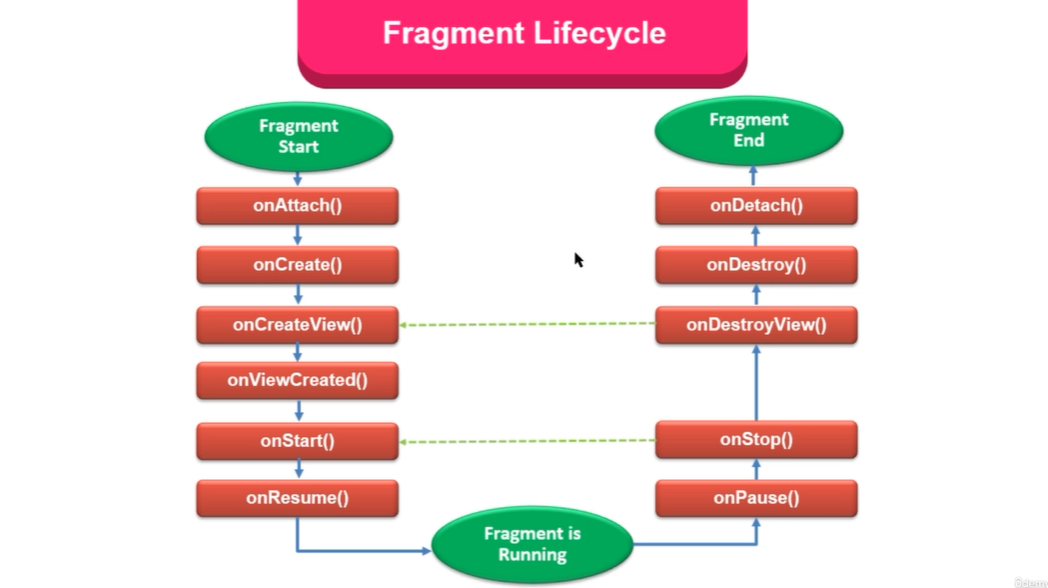 Fragment Lifecycle
Fragment
Start
onAttach()
onCreate()
onCreateView()
onViewCreated()
onStart()
onResume()
Fragment is
Running
onPause()
onStop()
onDestroyView()
onDestroy()
onDetach()
Fragment
End